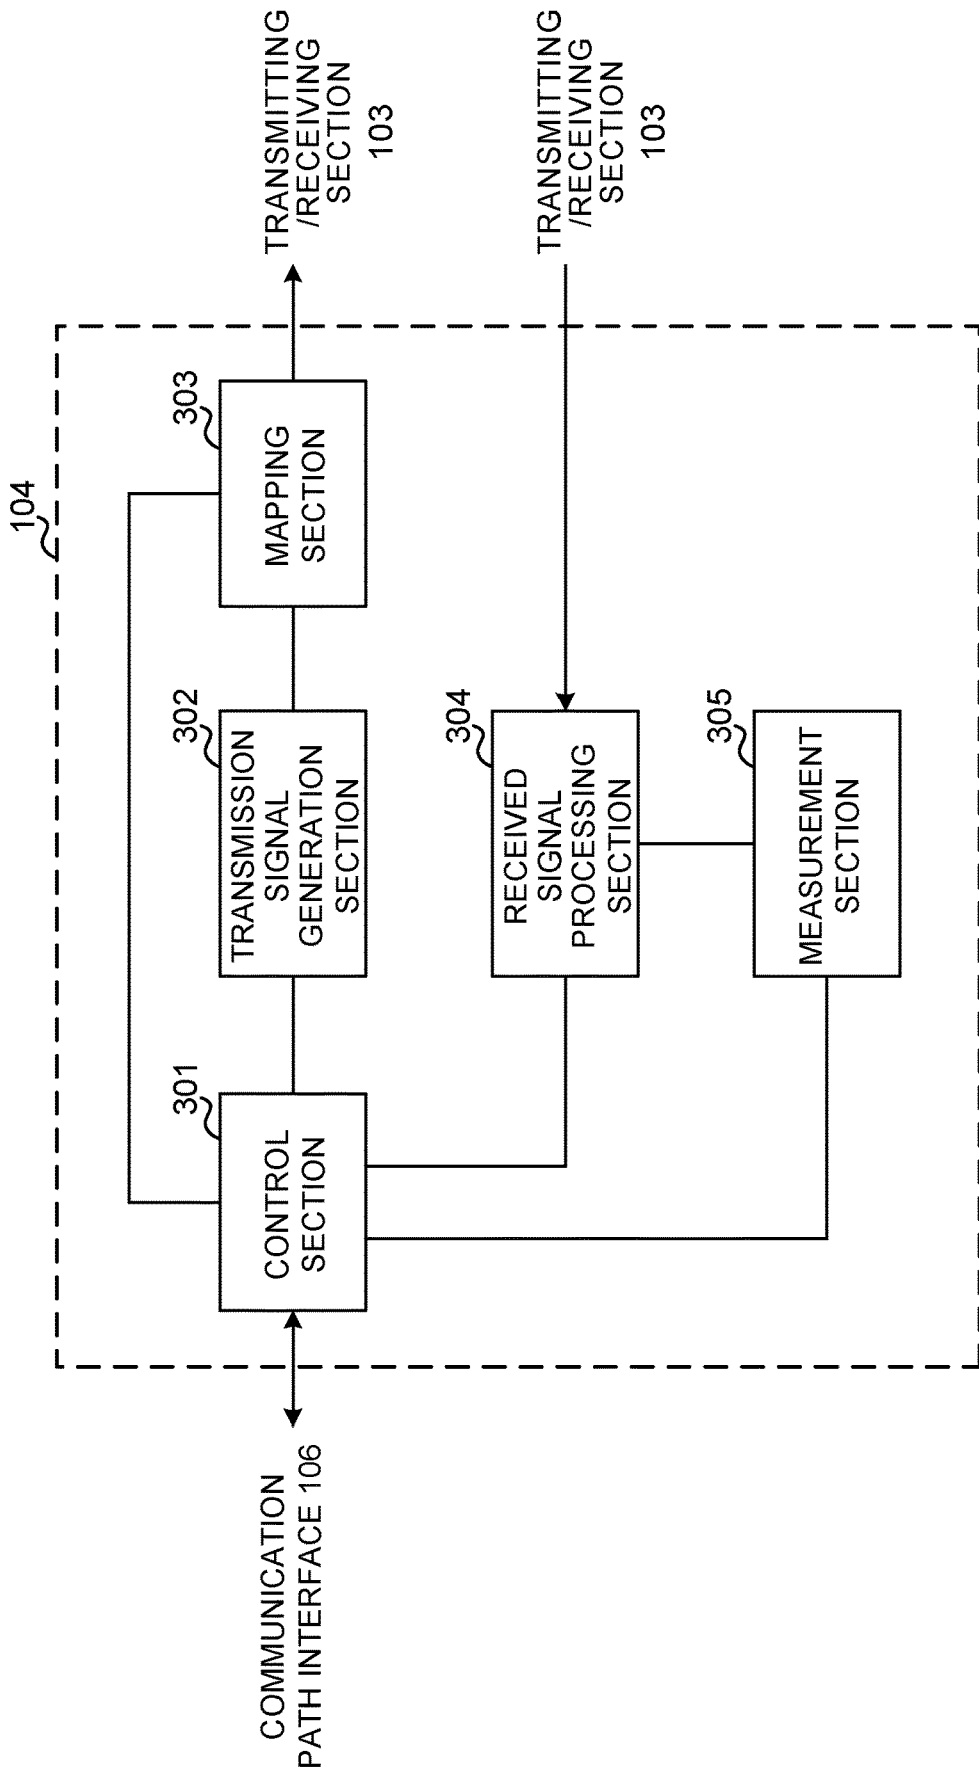 104
COMMUNICATION
PATH INTERFACE 106
301
CONTROL
SECTION
302
TRANSMISSION
SIGNAL
GENERATION
SECTION
303
MAPPING
SECTION
TRANSMITTING
/RECEIVING
SECTION
103
304
RECEIVED
SIGNAL
PROCESSING
SECTION
TRANSMITTING
/RECEIVING
SECTION
103
305
MEASUREMENT
SECTION